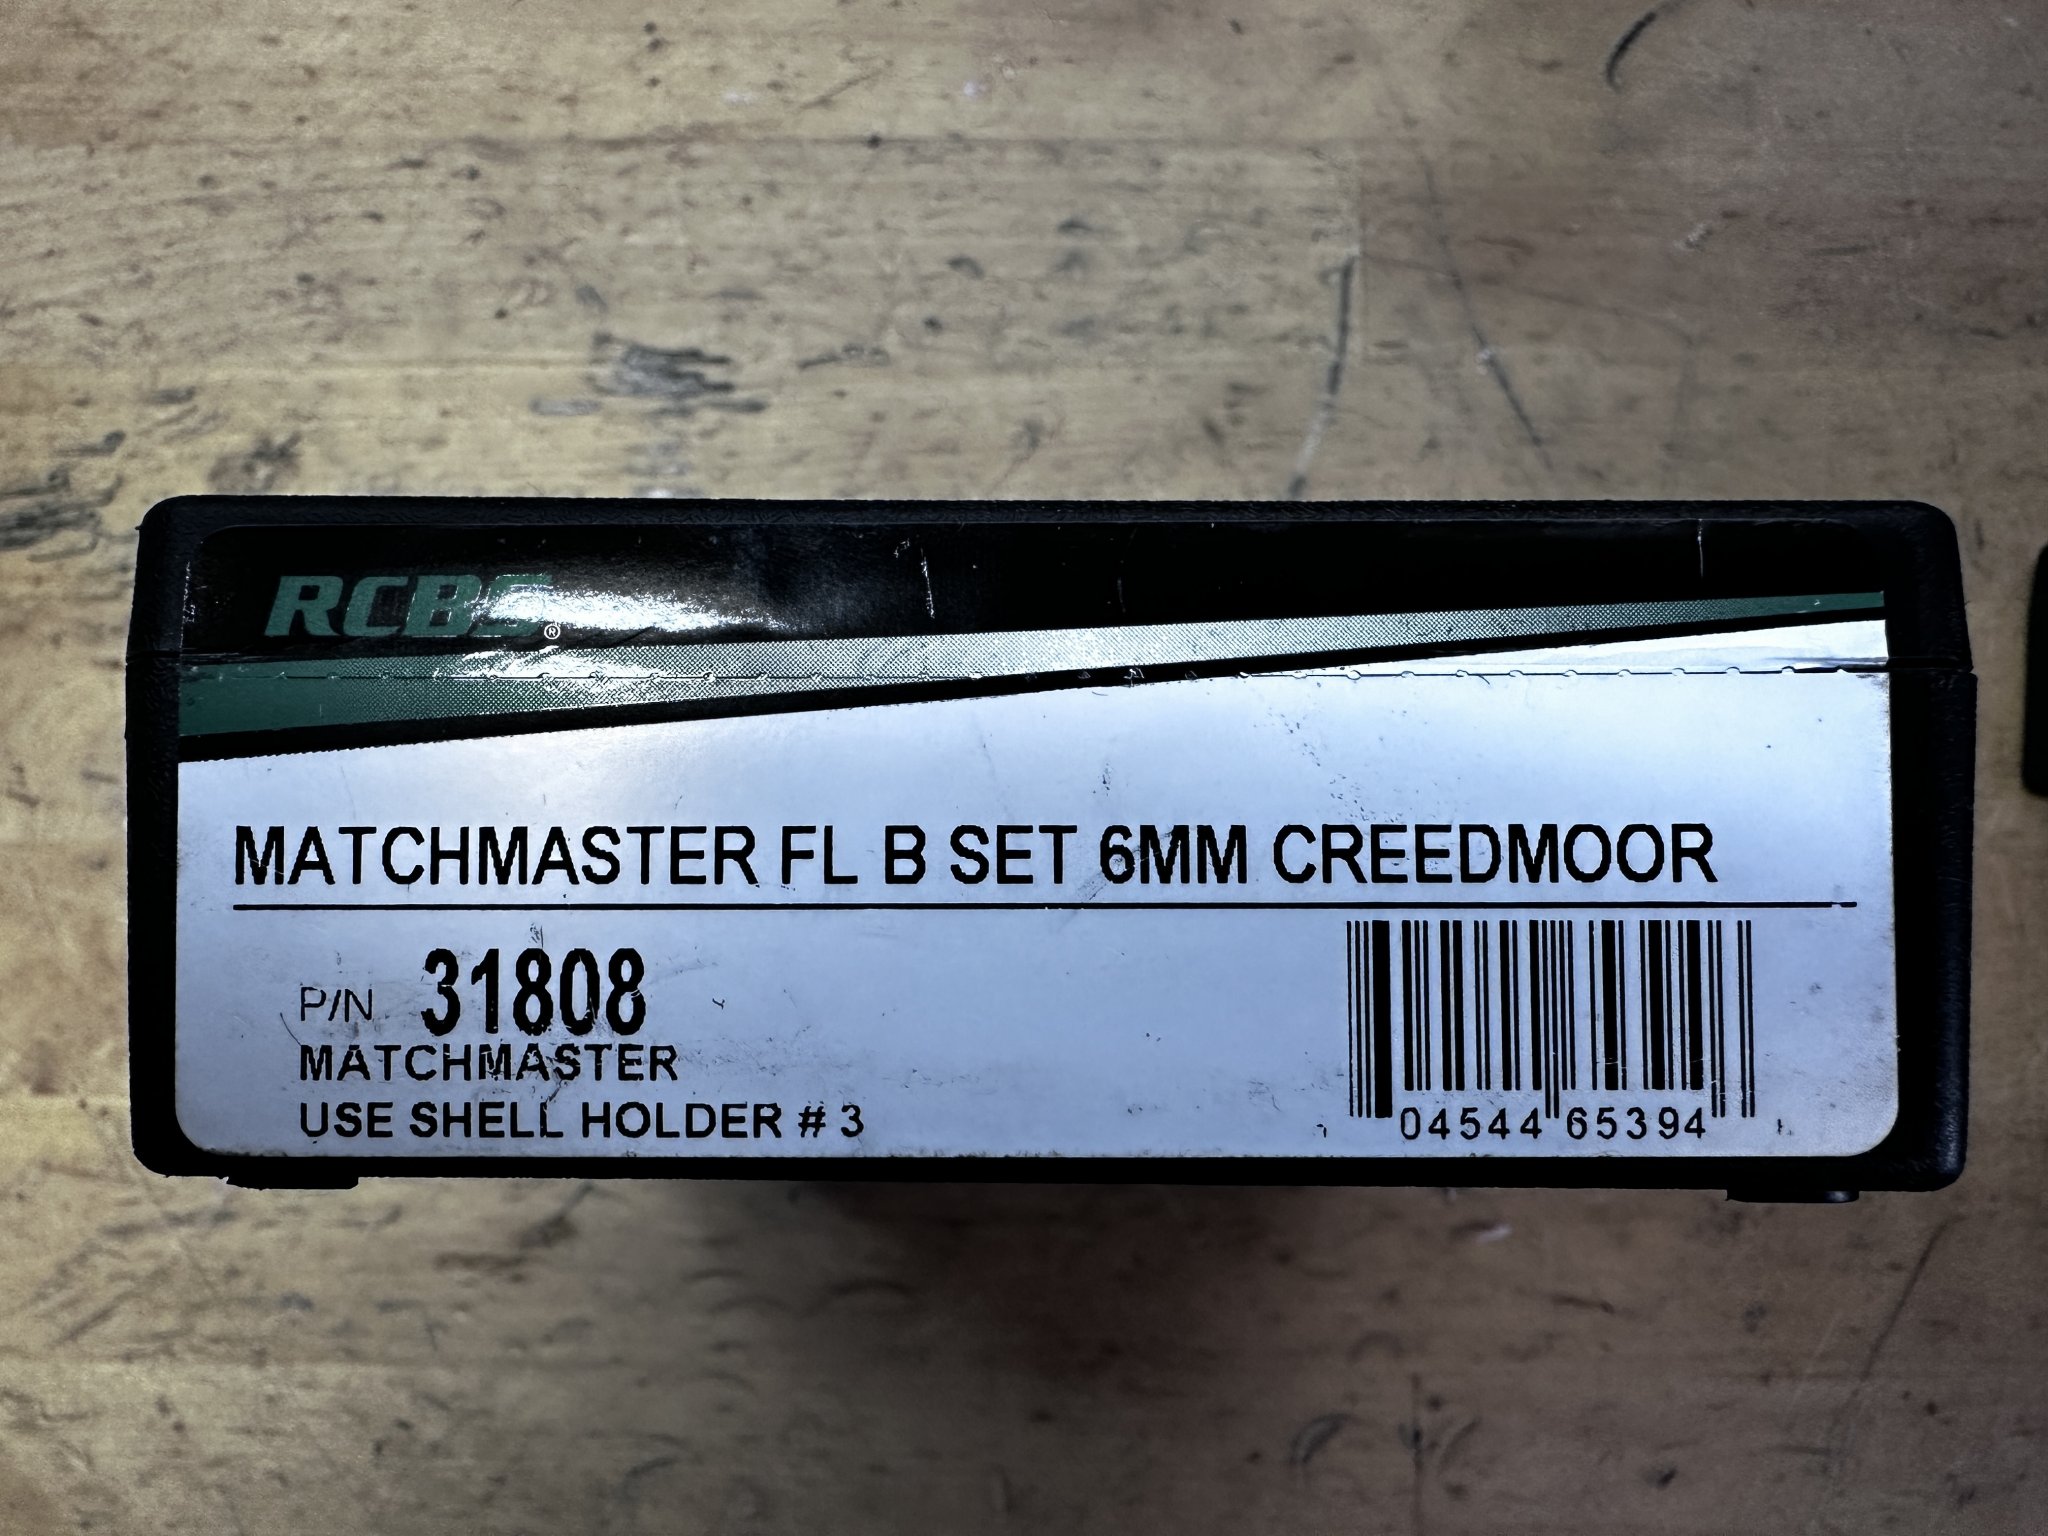 RCBS®
MATCHMASTER FL B SET 6MM CREEDMOOR
P/N 31808
MATCHMASTER
USE SHELL HOLDER # 3
04544 65394